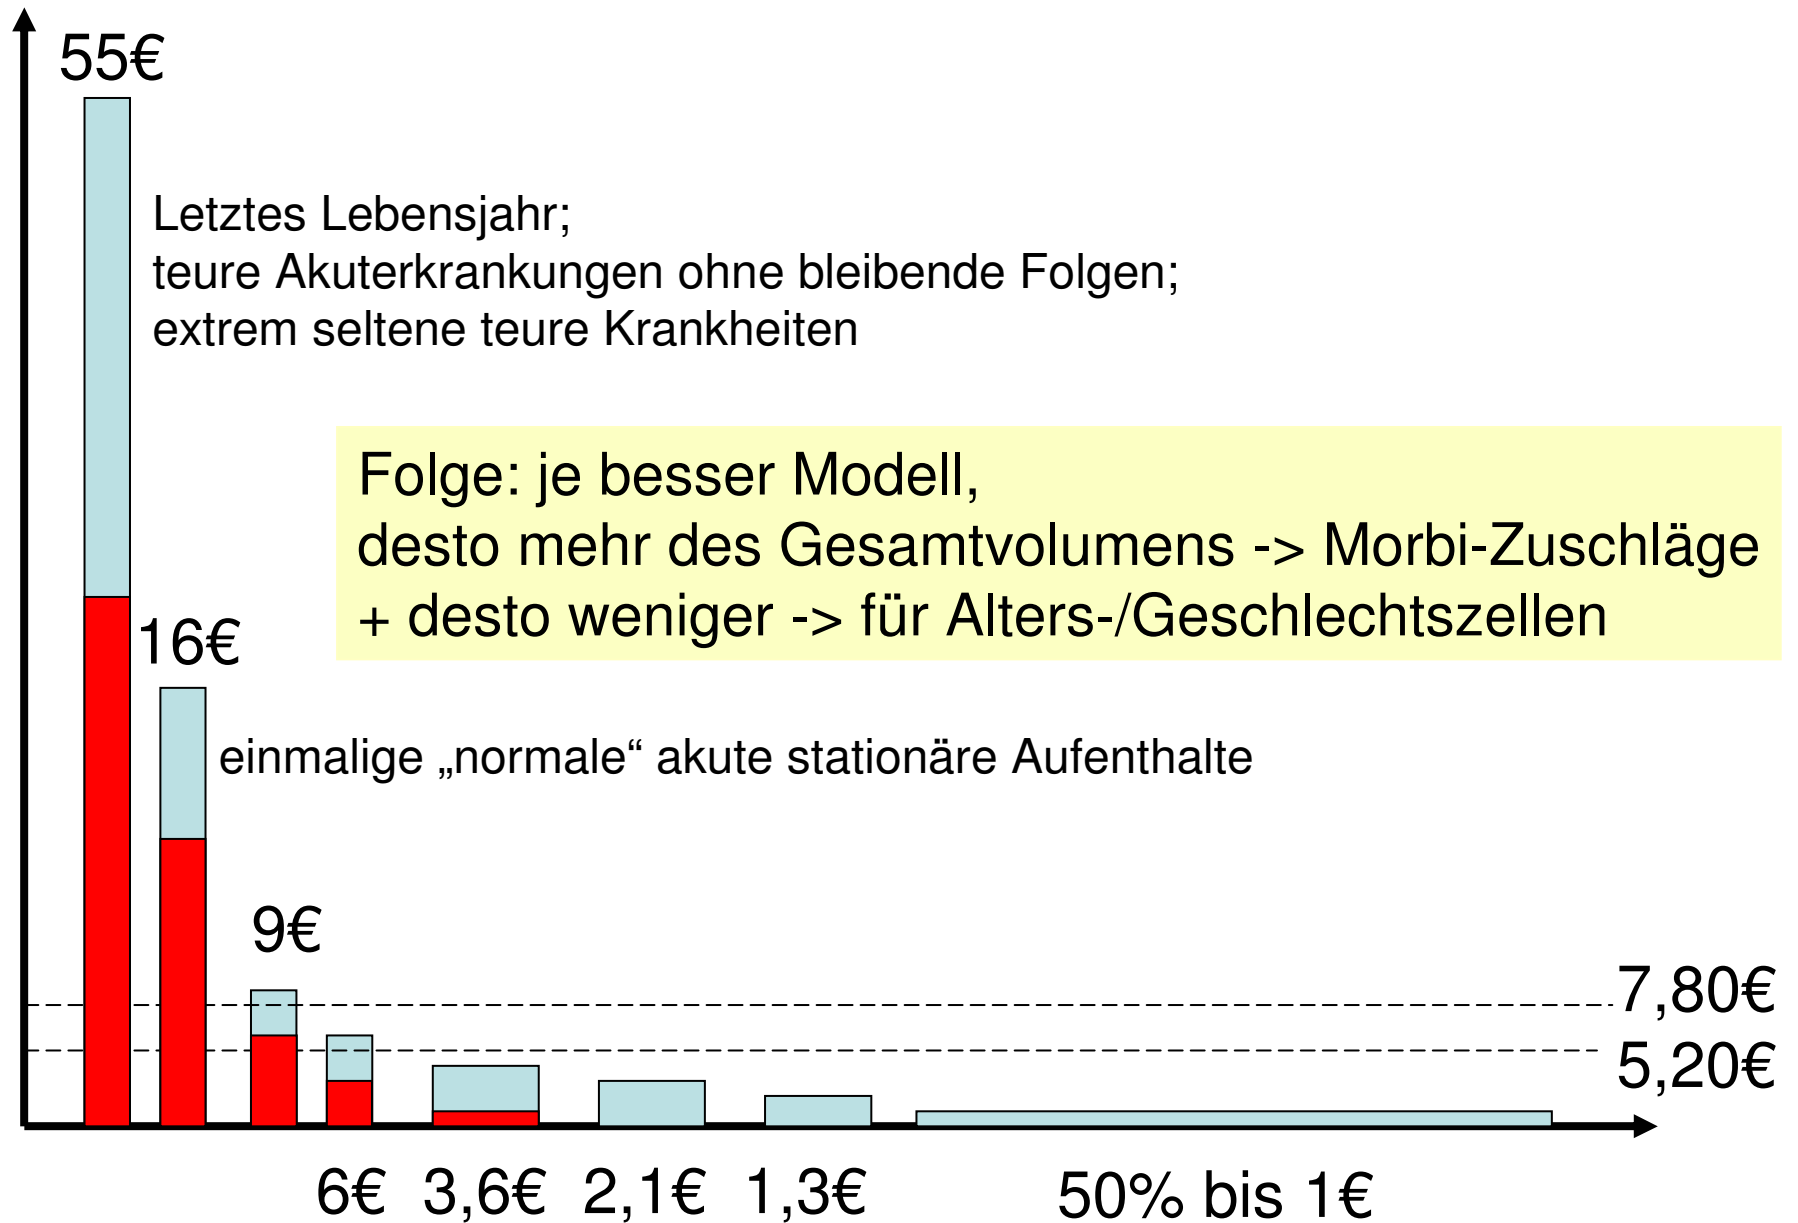 55€
Letztes Lebensjahr;
teure Akuterkrankungen ohne bleibende Folgen;
extrem seltene teure Krankheiten
Folge: je besser Modell,
desto mehr des Gesamtvolumens -> Morbi-Zuschläge
+ desto weniger -> für Alters-/Geschlechtszellen
16€
einmalige „normale“ akute stationäre Aufenthalte
9€
7,80€
5,20€
6€ 3,6€ 2,1€ 1,3€ 50% bis 1€